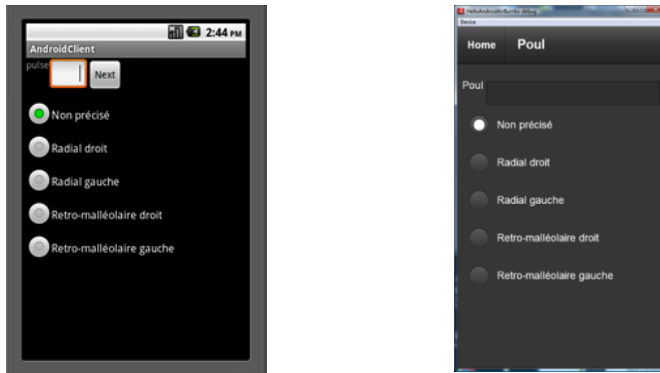 2:44 PM
AndroidClient
pulse
Next
Non précisé
Radial droit
Radial gauche
Retro-malléolaire droit
Retro-malléolaire gauche
Device
Home Poul
Poul
Non précisé
Radial droit
Radial gauche
Retro-malléolaire droit
Retro-malléolaire gauche